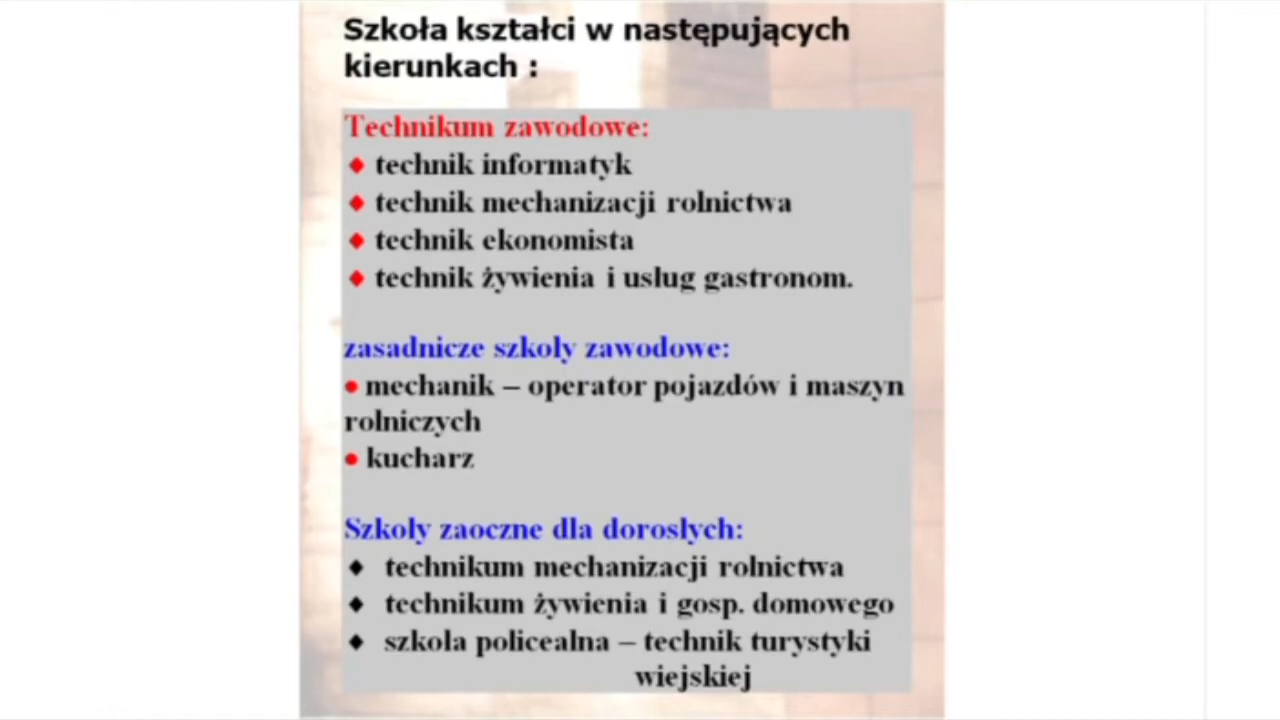 Szkoła kształci w następujących
kierunkach :
Technikum zawodowe:
♦ technik informatyk
♦ technik mechanizacji rolnictwa
♦ technik ekonomista
♦ technik żywienia i usług gastronom.
zasadnicze szkoły zawodowe:
● mechanik – operator pojazdów i maszyn
rolniczych
● kucharz
Szkoły zaoczne dla dorosłych:
♦ technikum mechanizacji rolnictwa
♦ technikum żywienia i gosp. domowego
♦ szkoła policealna – technik turystyki
wiejskiej